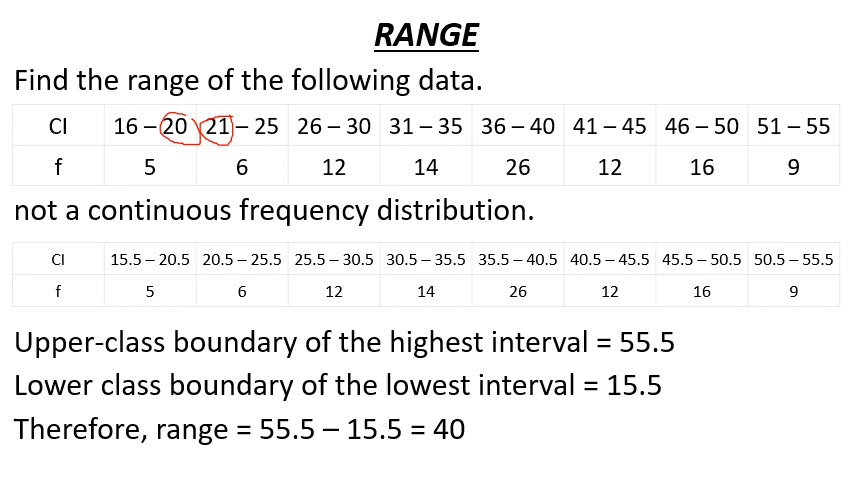 RANGE
Find the range of the following data.
CI 16 – 20 21 – 25 26 – 30 31 – 35 36 – 40 41 – 45 46 – 50 51 – 55
f 5 6 12 14 26 12 16 9
not a continuous frequency distribution.
CI 15.5 – 20.5 20.5 – 25.5 25.5 – 30.5 30.5 – 35.5 35.5 – 40.5 40.5 – 45.5 45.5 – 50.5 50.5 – 55.5
f 5 6 12 14 26 12 16 9
Upper-class boundary of the highest interval = 55.5
Lower class boundary of the lowest interval = 15.5
Therefore, range = 55.5 – 15.5 = 40